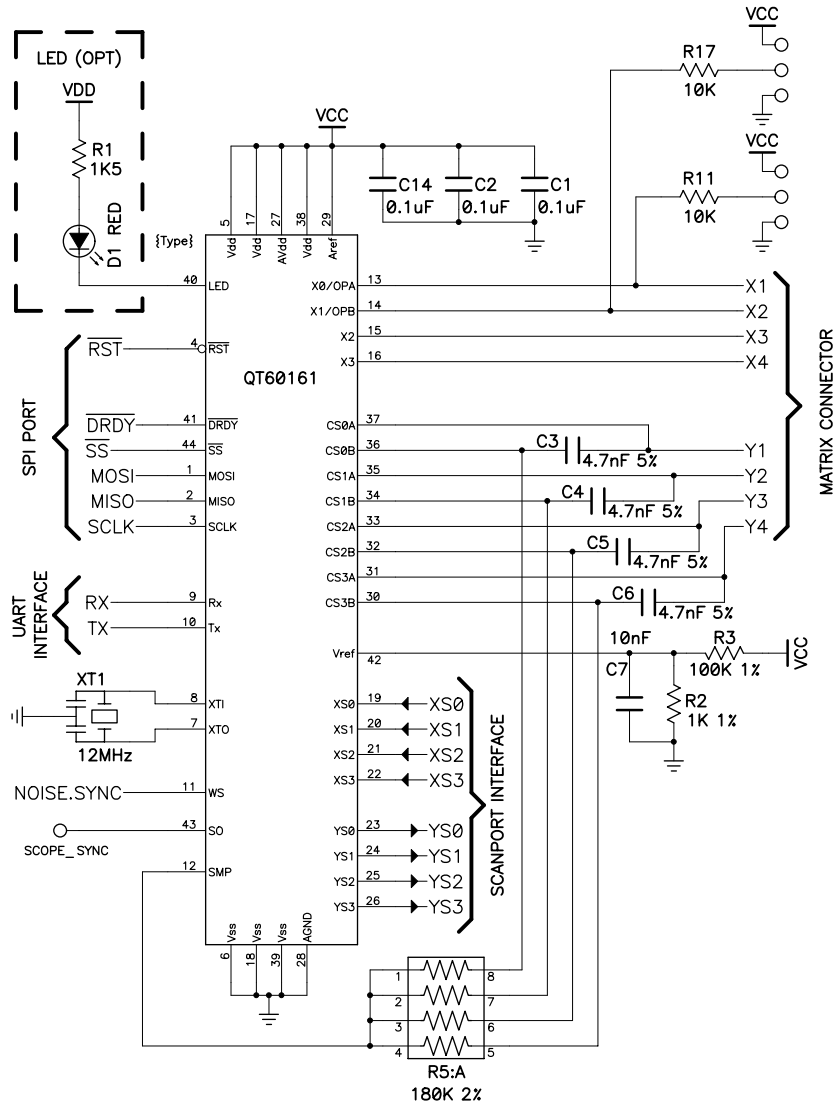 LED (OPT)
VDD
R1
1K5
D1 RED
VCC
C14
0.1uF
C2
0.1uF
C1
0.1uF
VCC
R17
10K
VCC
R11
10K
{Type}
5
17
27
38
29
Vdd
Vdd
AVdd
Vdd
Aref
40
LED
X0/OPA
13
X1
X1/OPB
14
X2
X2
15
X3
X3
16
X4
QT60161
SPI PORT
RST
4
RST
DRDY
41
DRDY
SS
44
SS
MOSI
1
MOSI
MISO
2
MISO
SCLK
3
SCLK
CS0A
37
CS0B
36
C3
4.7nF 5%
Y1
CS1A
35
Y2
CS1B
34
C4
4.7nF 5%
Y3
CS2A
33
Y4
CS2B
32
C5
4.7nF 5%
CS3A
31
CS3B
30
C6
4.7nF 5%
MATRIX CONNECTOR
UART
INTERFACE
RX
9
Rx
TX
10
Tx
Vref
42
10nF
C7
R3
100K 1%
VCC
R2
1K 1%
XT1
12MHz
8
XTI
7
XTO
XS0
19
XS0
XS1
20
XS1
XS2
21
XS2
XS3
22
XS3
SCANPORT INTERFACE
NOISE.SYNC
11
WS
SCOPE_SYNC
43
SO
12
SMP
YS0
23
YS0
YS1
24
YS1
YS2
25
YS2
YS3
26
YS3
Vss
Vss
Vss
AGND
6
18
39
28
1
8
2
7
3
6
4
5
R5:A
180K 2%